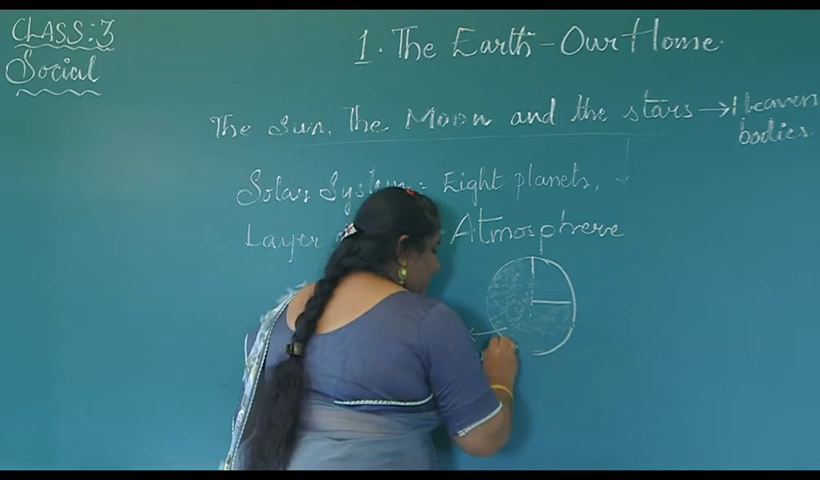 CLASS: 3
Social
1. The Earth - Our Home.
The Sun, The Moon and the stars → Heaven
bodies.
Solar System = Eight planets,
Layer Atmosphrere